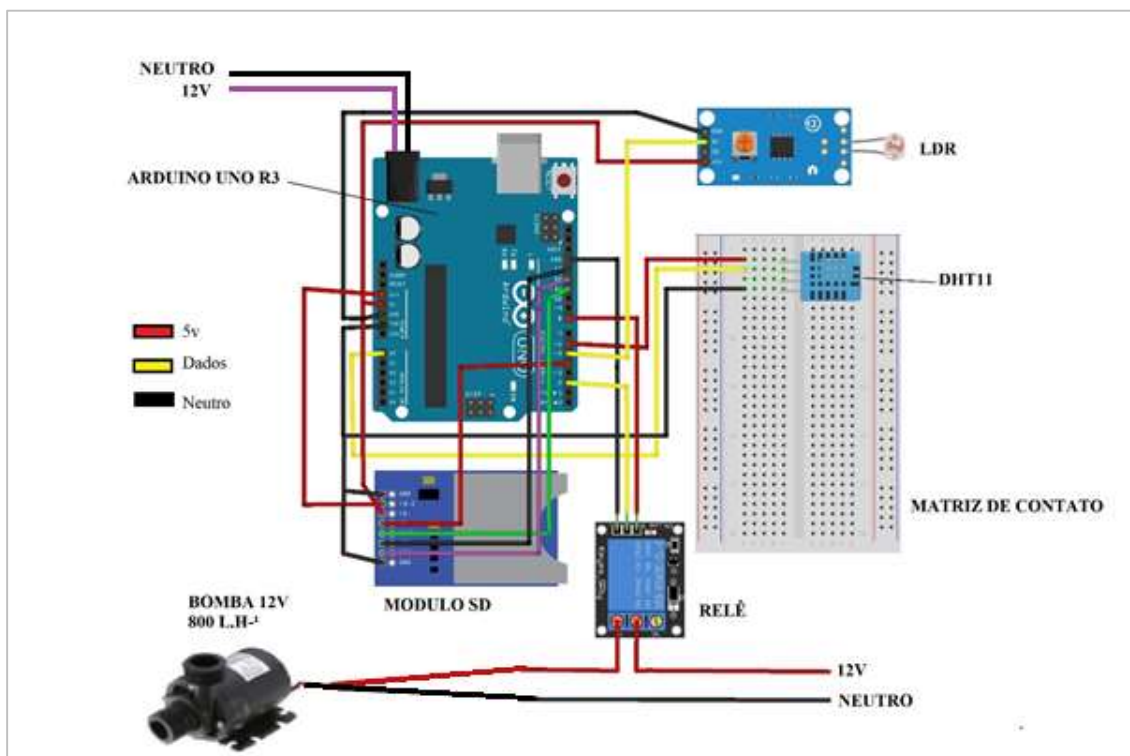 NEUTRO
12V
LDR
ARDUINO UNO R3
DHT11
5v
Dados
Neutro
UNO
MATRIZ DE CONTATO
MODULO SD
RELÊ
BOMBA 12V
800 L.H-¹
12V
NEUTRO